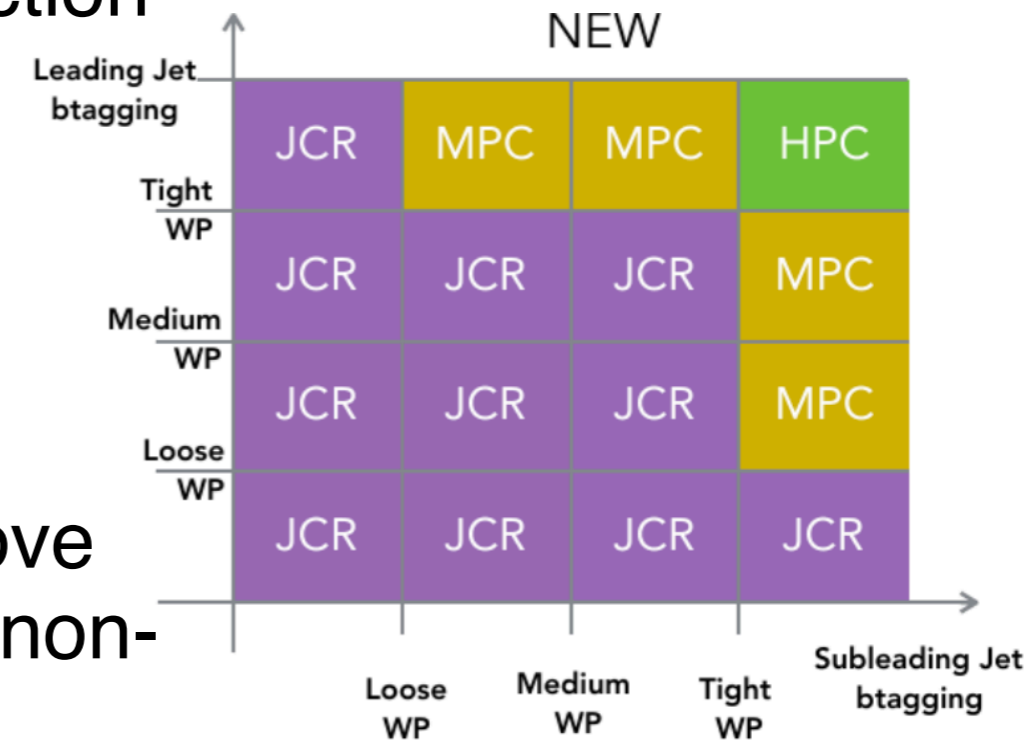 ction
NEW
Leading Jet
btagging
JCR MPC MPC HPC
Tight
WP
JCR JCR JCR MPC
Medium
WP
JCR JCR JCR MPC
Loose
WP
JCR JCR JCR JCR
ove
non-
Loose
WP
Medium
WP
Tight
WP
Subleading Jet
btagging